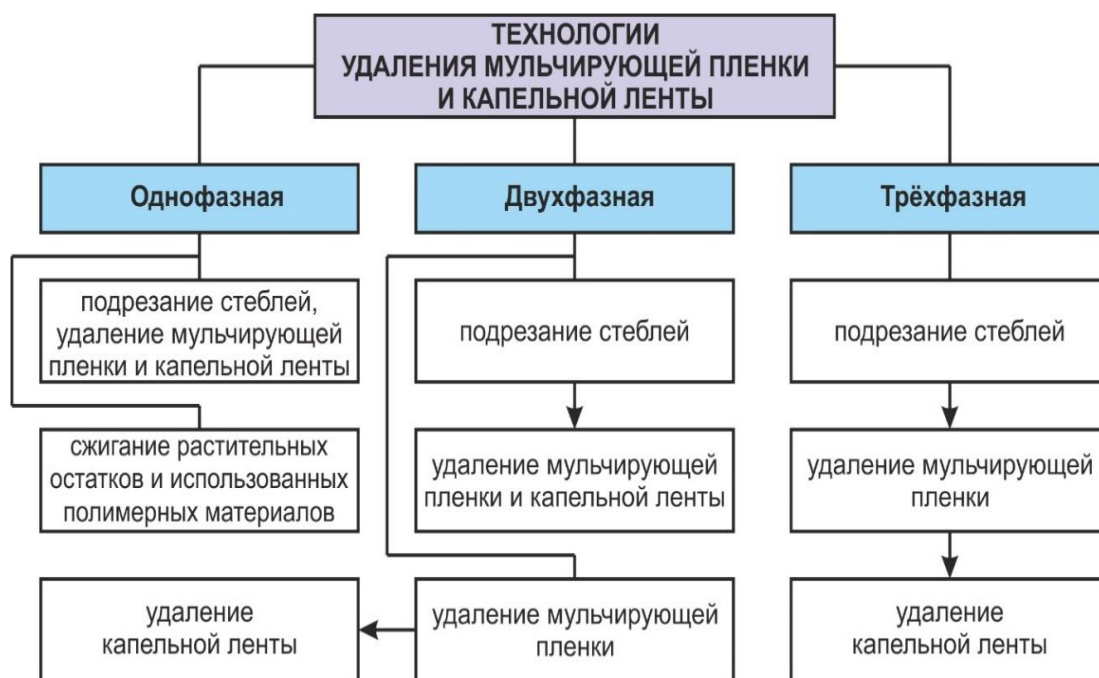 ТЕХНОЛОГИИ
УДАЛЕНИЯ МУЛЬЧИРУЮЩЕЙ ПЛЕНКИ
И КАПЕЛЬНОЙ ЛЕНТЫ
Однофазная
Двухфазная
Трёхфазная
подрезание стеблей,
удаление мульчирующей
пленки и капельной ленты
подрезание стеблей
подрезание стеблей
сжигание растительных
остатков и использованных
полимерных материалов
удаление мульчирующей
пленки и капельной ленты
удаление мульчирующей
пленки
удаление
капельной ленты
удаление мульчирующей
пленки
удаление
капельной ленты